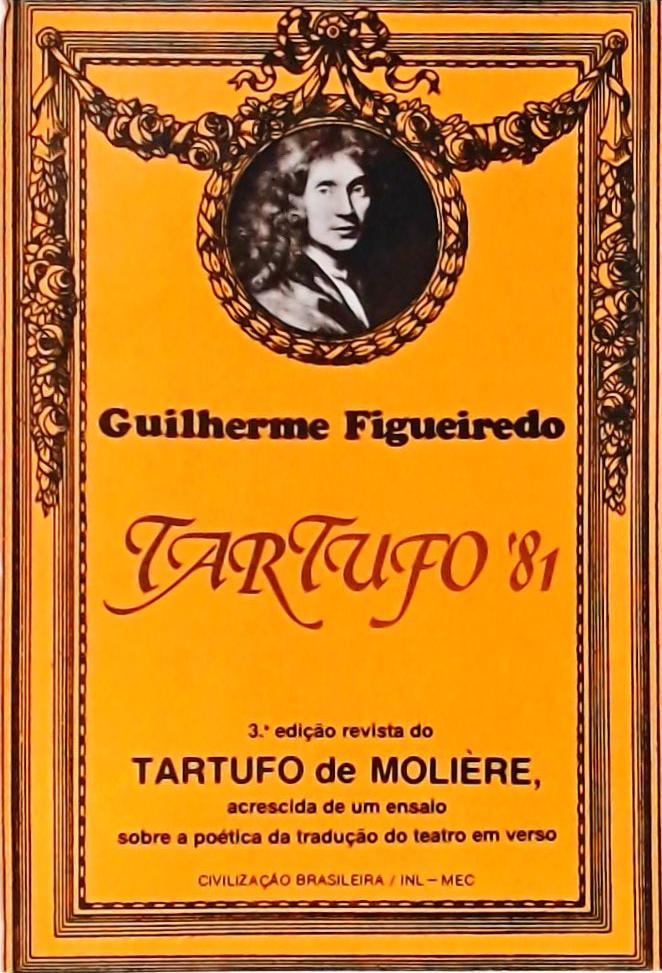 Guilherme Figueiredo
TARTUFO '81
3.ª edição revista do
TARTUFO de MOLIÈRE,
acrescida de um ensaio
sobre a poética da tradução do teatro em verso
CIVILIZAÇÃO BRASILEIRA / INL – MEC